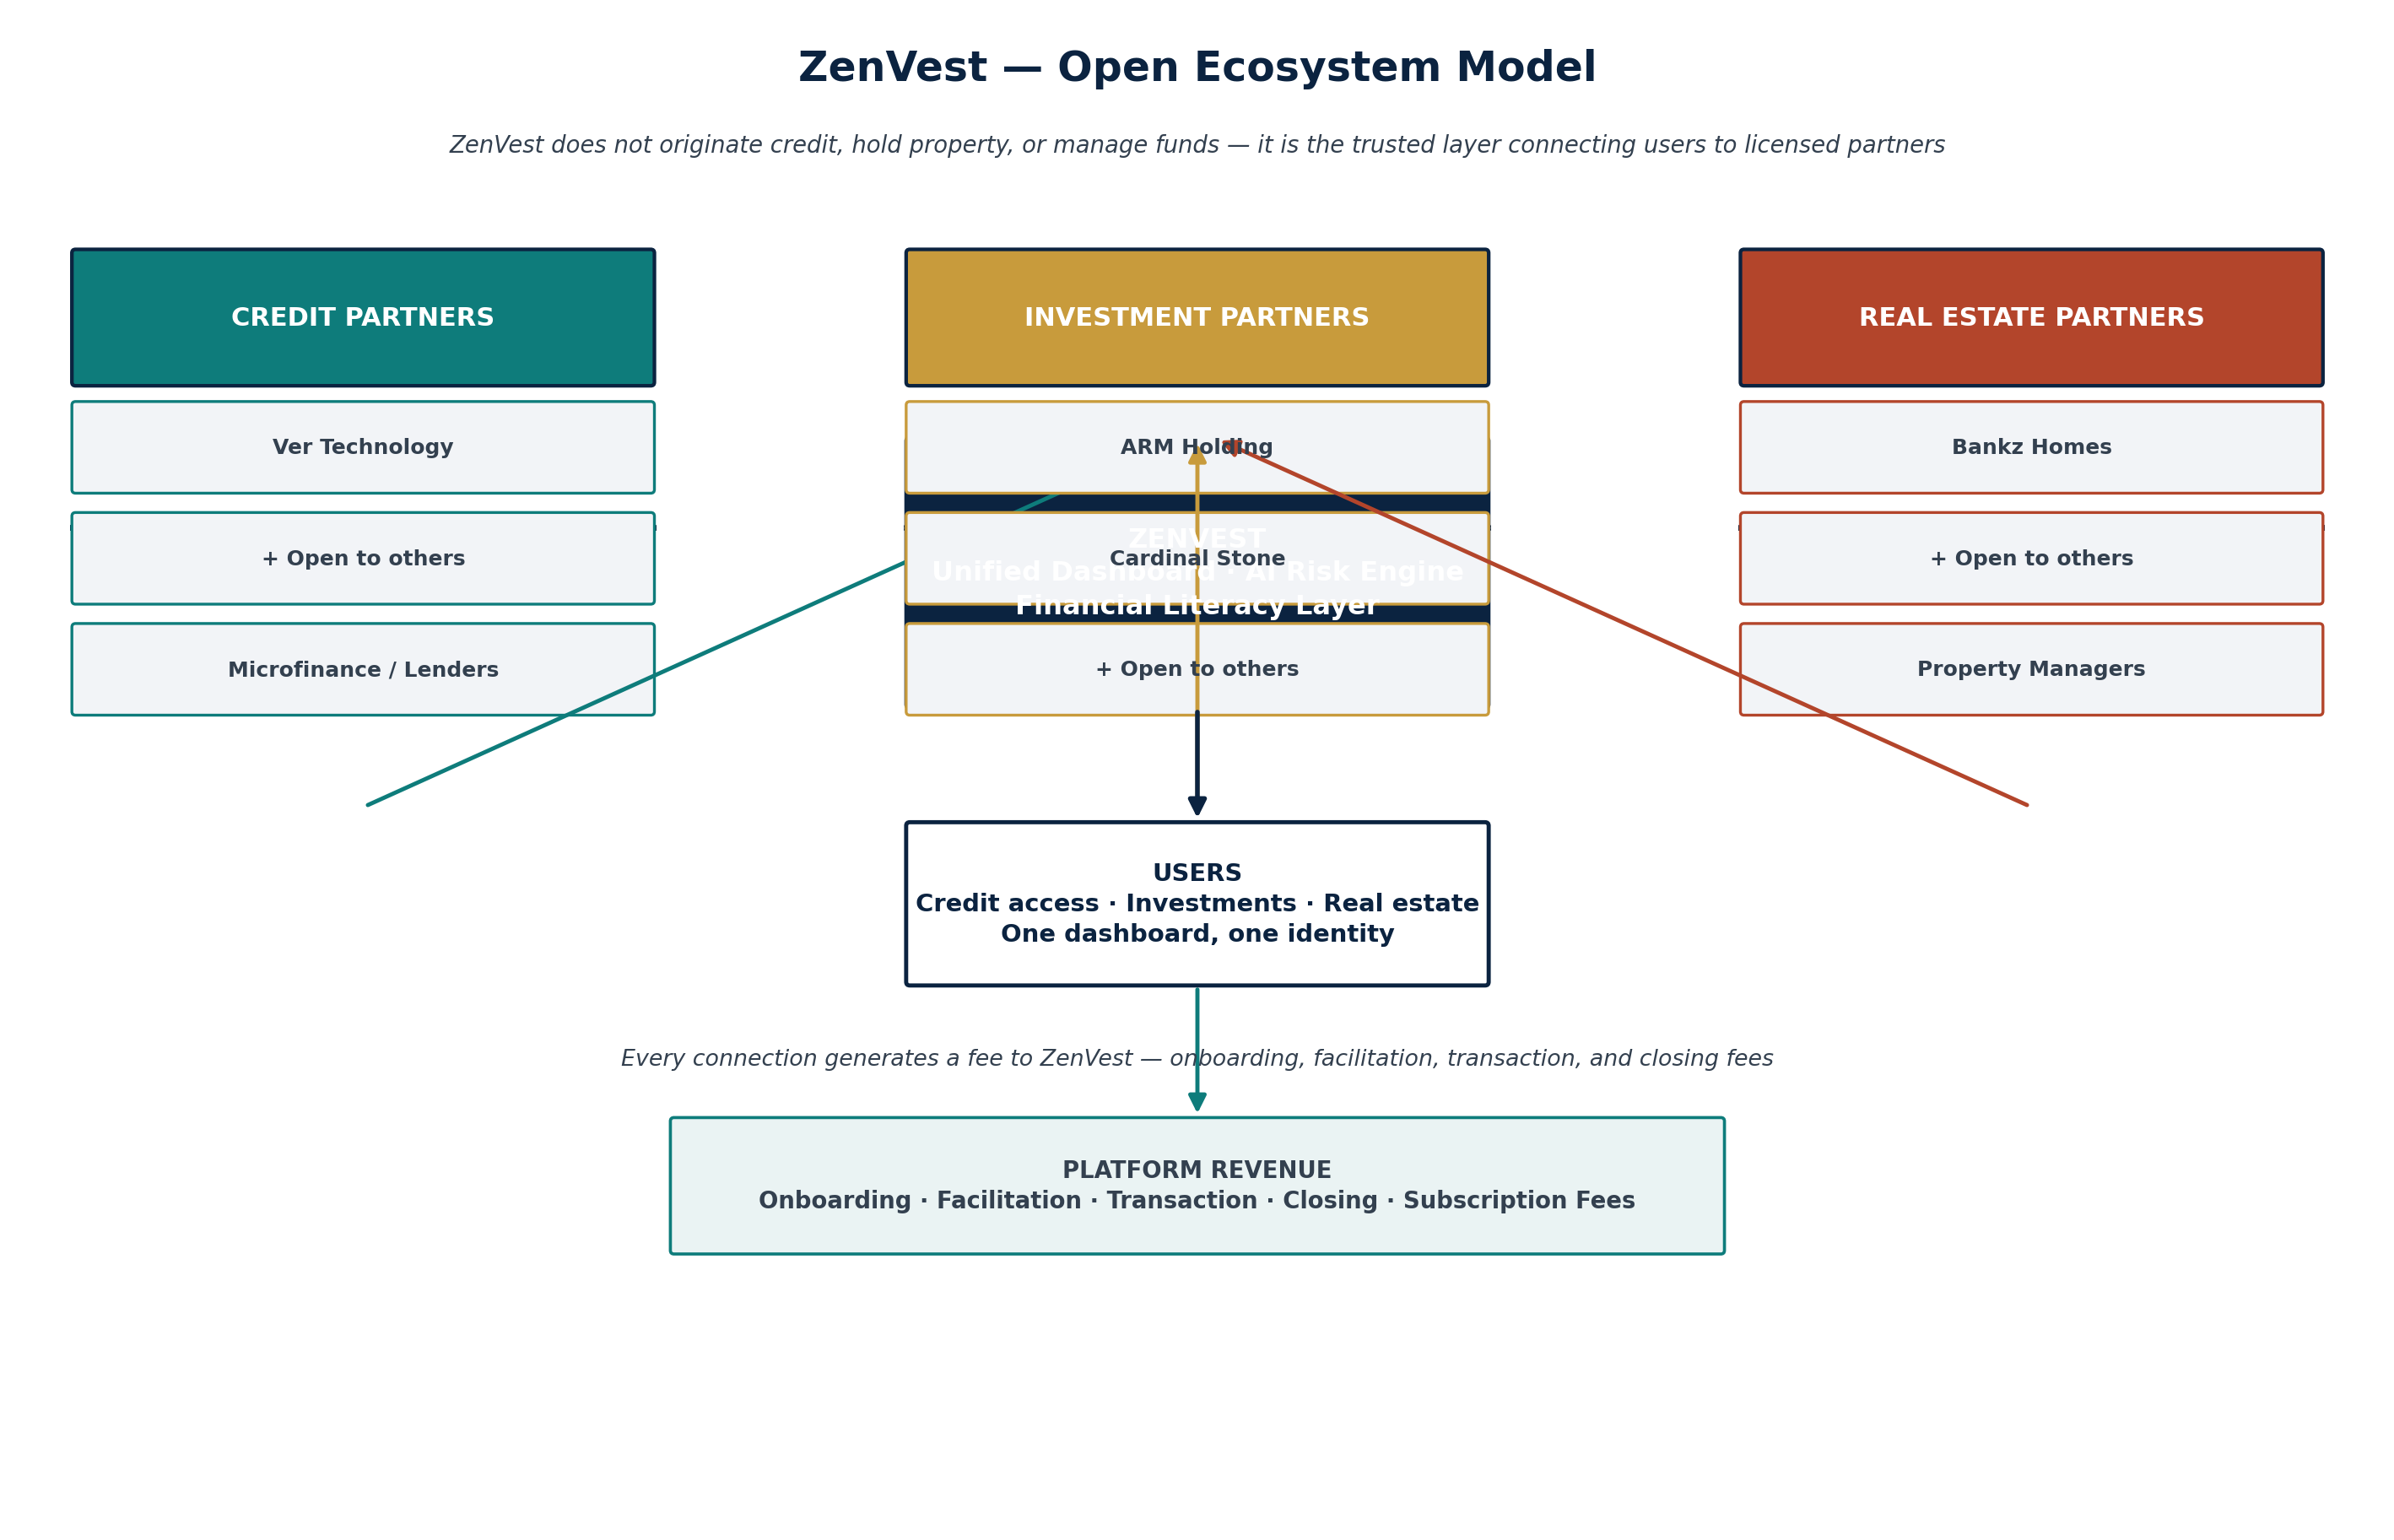 ZenVest — Open Ecosystem Model
ZenVest does not originate credit, hold property, or manage funds — it is the trusted layer connecting users to licensed partners
CREDIT PARTNERS
INVESTMENT PARTNERS
REAL ESTATE PARTNERS
Ver Technology
ARM Holding
Bankz Homes
ZENVEST
+ Open to others
Cardinal Stone
+ Open to others
Unified Dashboard · AI Risk Engine
Financial Literacy Layer
Microfinance / Lenders
+ Open to others
Property Managers
USERS
Credit access · Investments · Real estate
One dashboard, one identity
Every connection generates a fee to ZenVest — onboarding, facilitation, transaction, and closing fees
PLATFORM REVENUE
Onboarding · Facilitation · Transaction · Closing · Subscription Fees